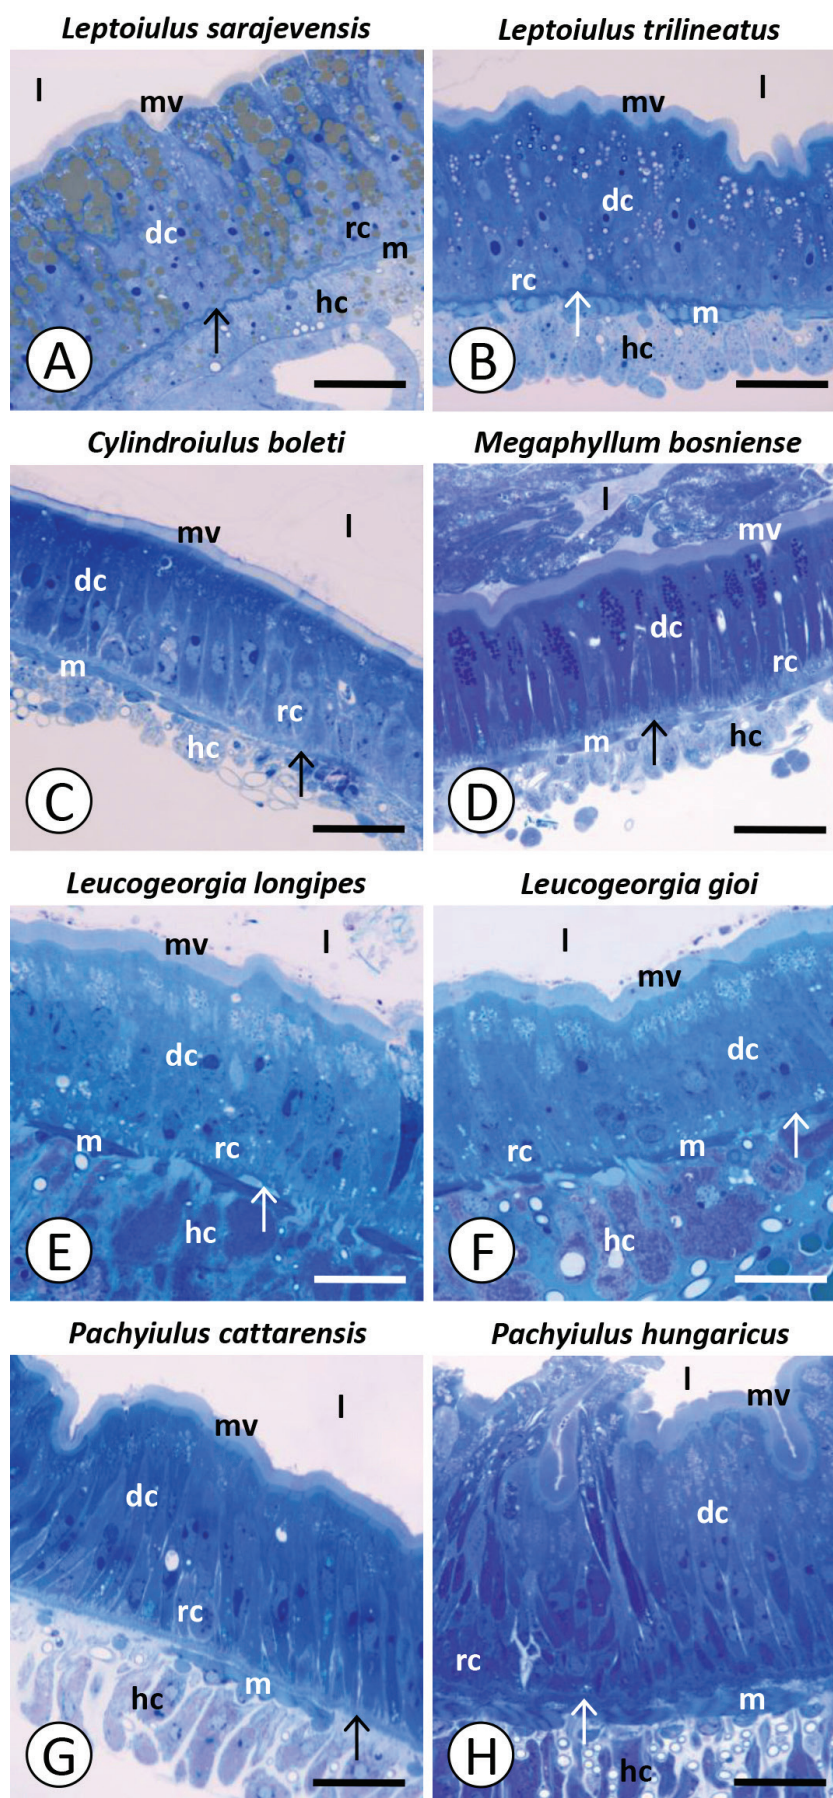 Leptoiulus sarajevensis
Leptoiulus trilineatus
l
mv
dc
rc
m
hc
A
l
mv
dc
rc
m
hc
B
Cylindroiulus boleti
Megaphyllum bosniense
mv
l
dc
m
rc
hc
C
l
mv
dc
rc
m
hc
D
Leucogeorgia longipes
Leucogeorgia gioi
mv
l
dc
m
rc
hc
E
l
mv
dc
rc
m
hc
F
Pachyiulus cattarensis
Pachyiulus hungaricus
l
mv
dc
rc
m
hc
G
l
mv
dc
rc
m
hc
H